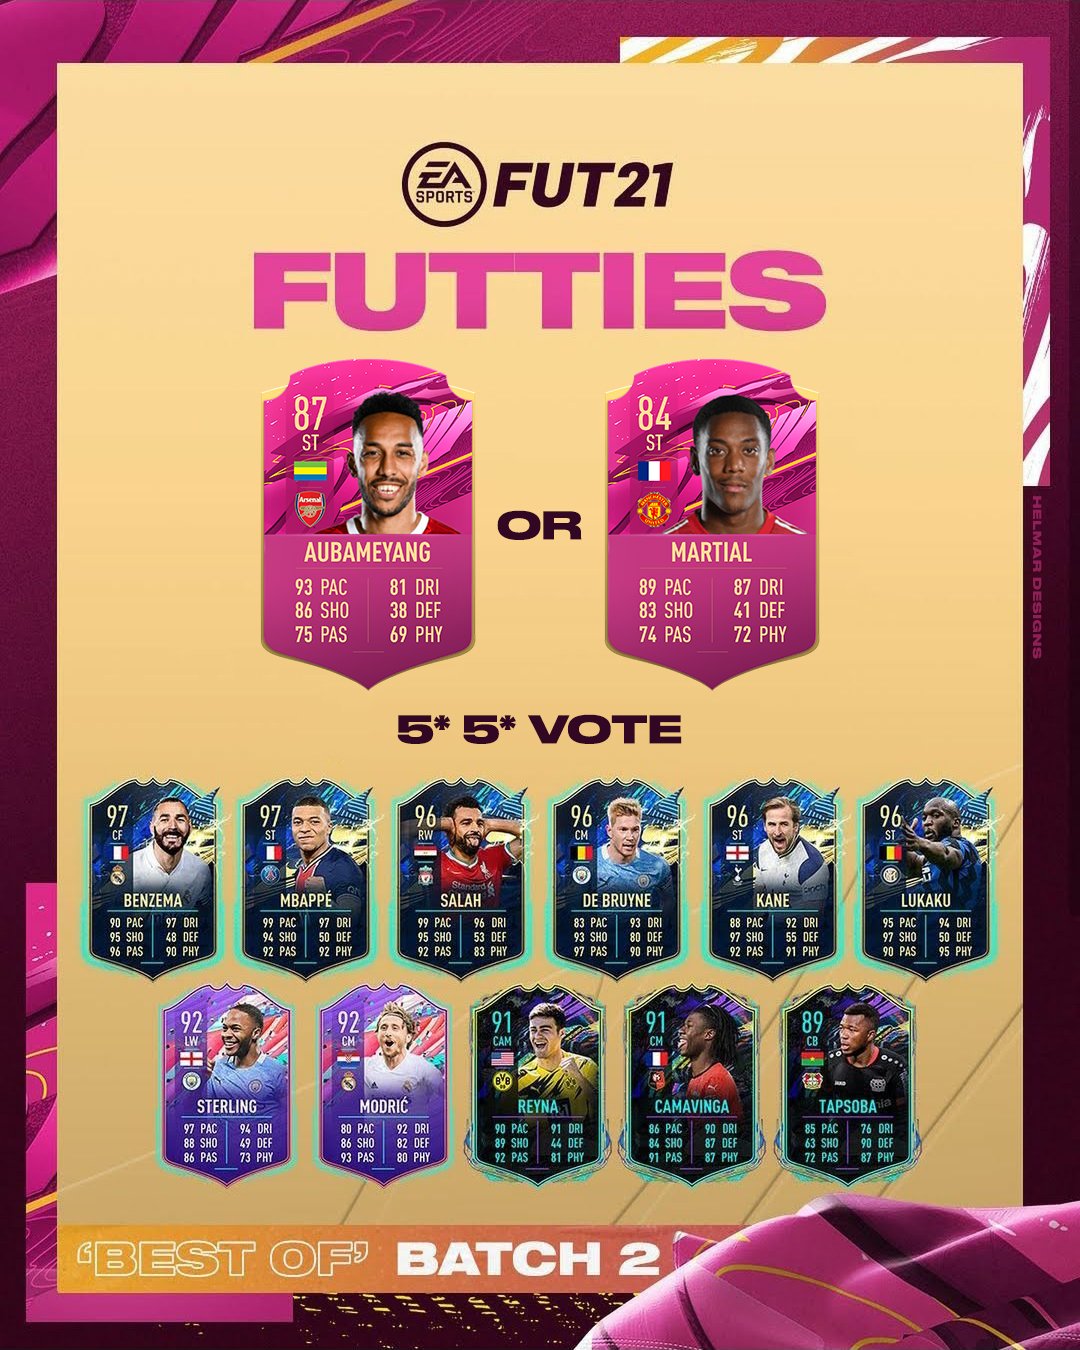 EA
SPORTS
FUT21
FUTTIES
87
ST
Arsenal
AUBAMEYANG
93 PAC 81 DRI
86 SHO 38 DEF
75 PAS 69 PHY
OR
84
ST
MANCHESTER
UNITED
MARTIAL
89 PAC 87 DRI
83 SHO 41 DEF
74 PAS 72 PHY
HELMAR DESIGNS
5* 5* VOTE
97
CF
BENZEMA
90 PAC 97 DRI
95 SHO 48 DEF
96 PAS 90 PHY
97
ST
MBAPPÉ
99 PAC 97 DRI
94 SHO 50 DEF
92 PAS 92 PHY
96
RW
Standard
SALAH
99 PAC 96 DRI
95 SHO 53 DEF
92 PAS 83 PHY
96
CM
DE BRUYNE
83 PAC 93 DRI
93 SHO 80 DEF
97 PAS 90 PHY
96
ST
KANE
88 PAC 92 DRI
97 SHO 55 DEF
92 PAS 91 PHY
96
ST
LUKAKU
95 PAC 94 DRI
97 SHO 50 DEF
90 PAS 95 PHY
92
LW
STERLING
97 PAC 94 DRI
88 SHO 49 DEF
86 PAS 73 PHY
92
CM
MODRIĆ
80 PAC 92 DRI
86 SHO 82 DEF
93 PAS 80 PHY
91
CAM
BVB
09
REYNA
90 PAC 91 DRI
89 SHO 44 DEF
92 PAS 81 PHY
91
CM
CAMAVINGA
86 PAC 90 DRI
84 SHO 87 DEF
91 PAS 87 PHY
89
CB
JAKO
TAPSOBA
85 PAC 76 DRI
63 SHO 90 DEF
72 PAS 87 PHY
‘BEST OF’ BATCH 2